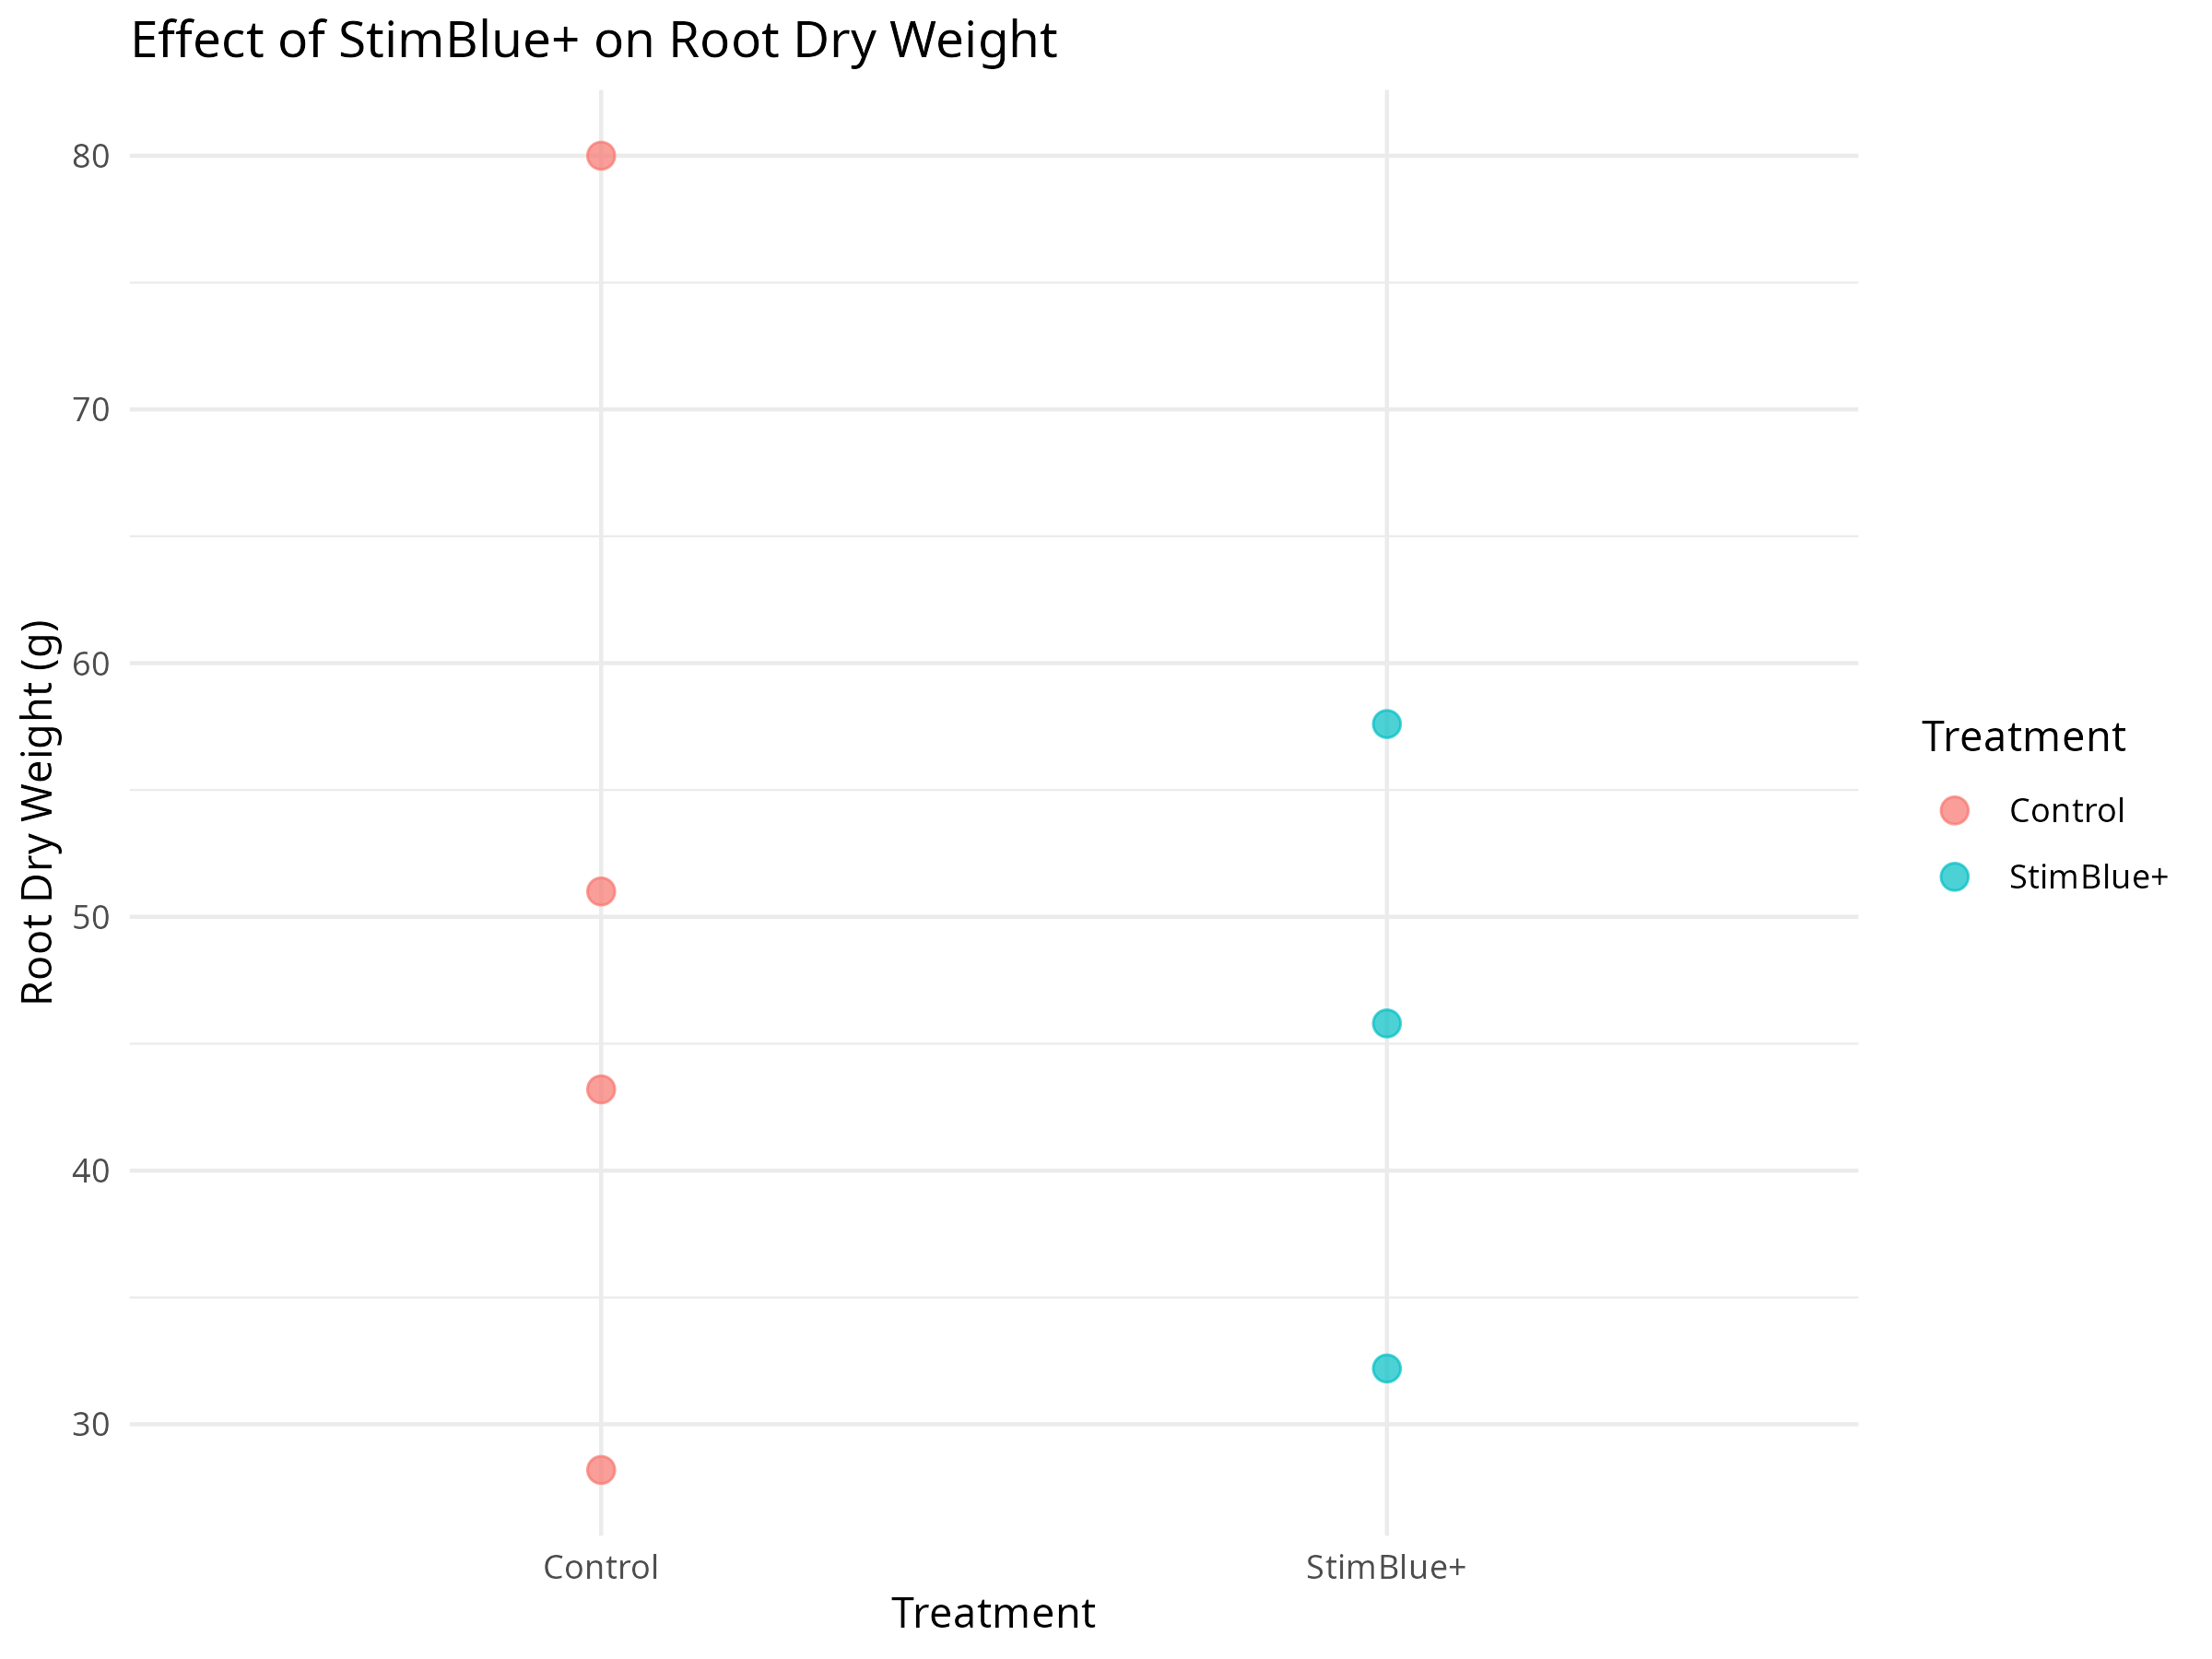 Effect of StimBlue+ on Root Dry Weight
Root Dry Weight (g)
80
70
60
50
40
30
Control
StimBlue+
Treatment
Treatment
Control
StimBlue+